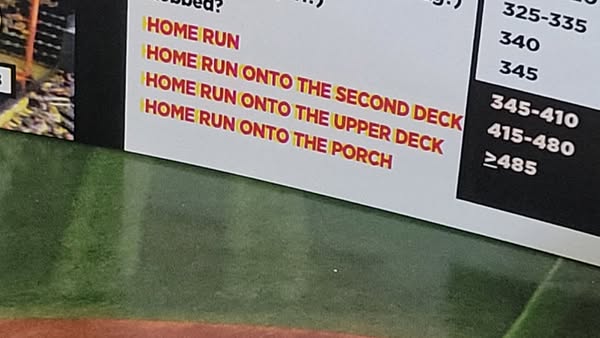 325-335
340
345
HOME RUN
HOME RUN ONTO THE SECOND DECK
HOME RUN ONTO THE UPPER DECK
HOME RUN ONTO THE PORCH
345-410
415-480
≥485